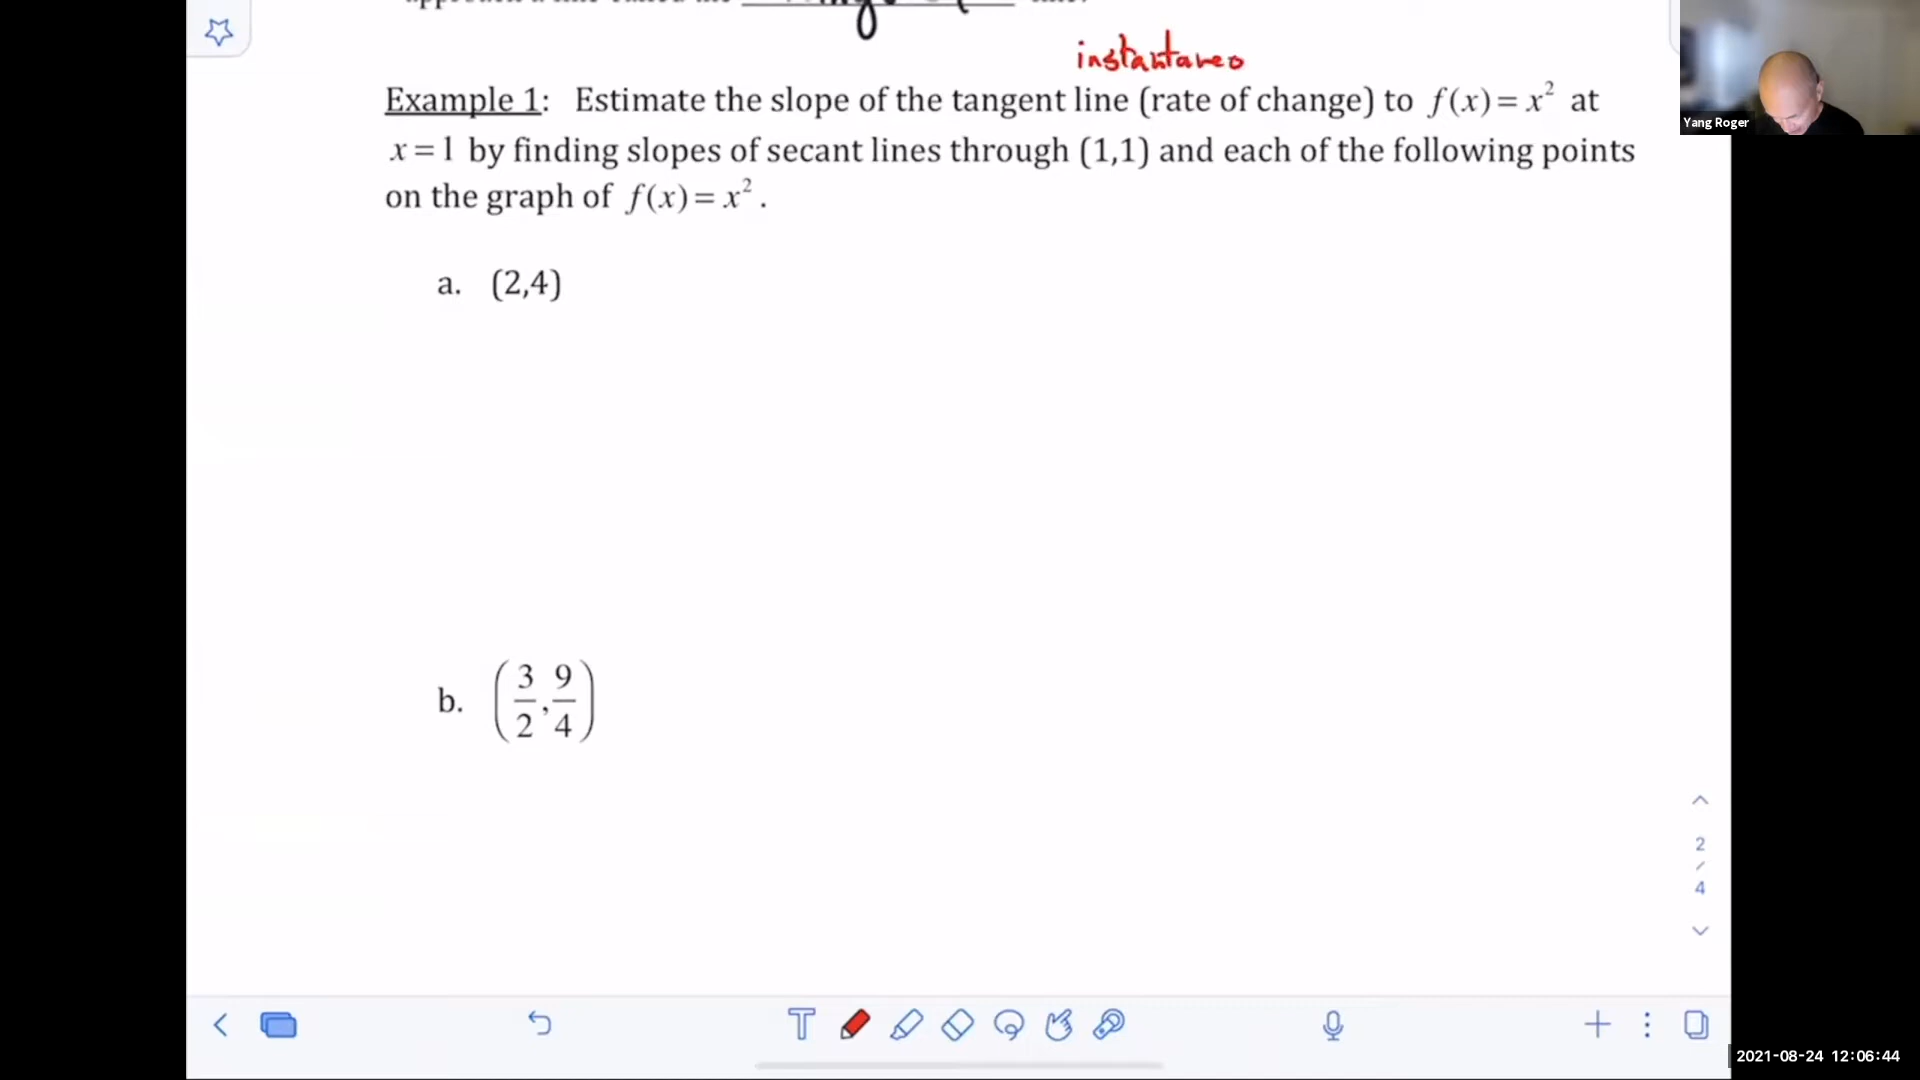 instantaneo
Example 1: Estimate the slope of the tangent line (rate of change) to f(x) = x² at
x = 1 by finding slopes of secant lines through (1,1) and each of the following points
on the graph of f(x) = x².
a. (2,4)
b. (3/2, 9/4)
Yang Roger
2
/
4
T
2021-08-24 12:06:44